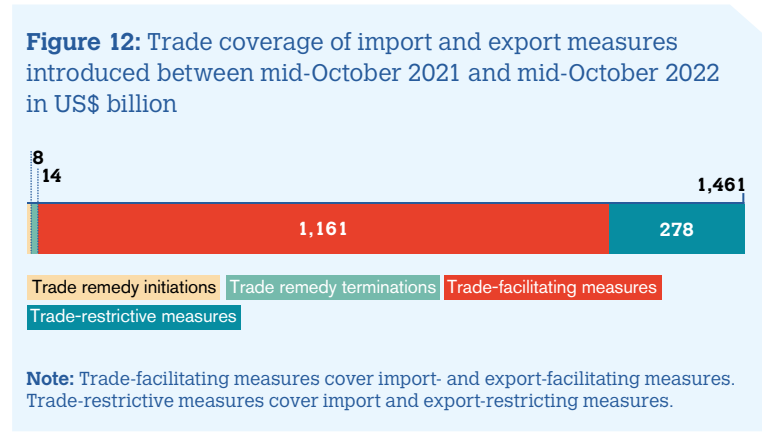 Figure 12: Trade coverage of import and export measures
introduced between mid-October 2021 and mid-October 2022
in US$ billion
8
14
1,461
1,161
278
Trade remedy initiations
Trade remedy terminations
Trade-facilitating measures
Trade-restrictive measures
Note: Trade-facilitating measures cover import- and export-facilitating measures.
Trade-restrictive measures cover import and export-restricting measures.